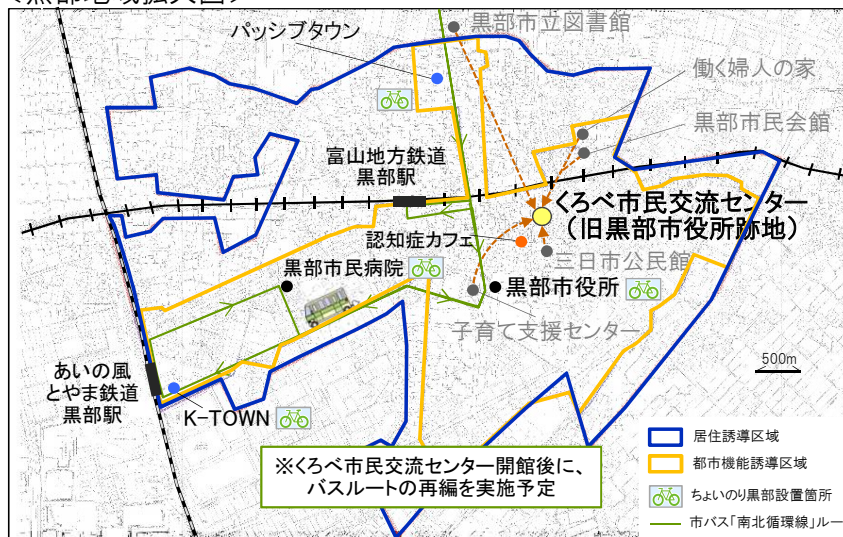 パッシブタウン
黒部市立図書館
働く婦人の家
黒部市民会館
富山地方鉄道
黒部駅
くろべ市民交流センター
(旧黒部市役所跡地)
認知症カフェ
三日市公民館
黒部市民病院
黒部市役所
子育て支援センター
500m
あいの風
とやま鉄道
黒部駅
K-TOWN
※くろべ市民交流センター開館後に、
バスルートの再編を実施予定
居住誘導区域
都市機能誘導区域
ちょいのり黒部設置箇所
市バス「南北循環線」ルー